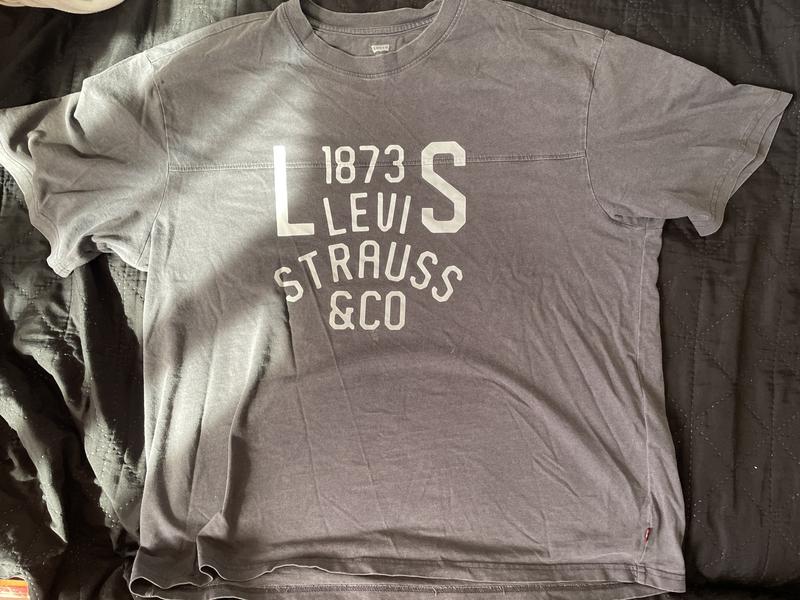 L 1873 S
LEVI
STRAUSS
&CO